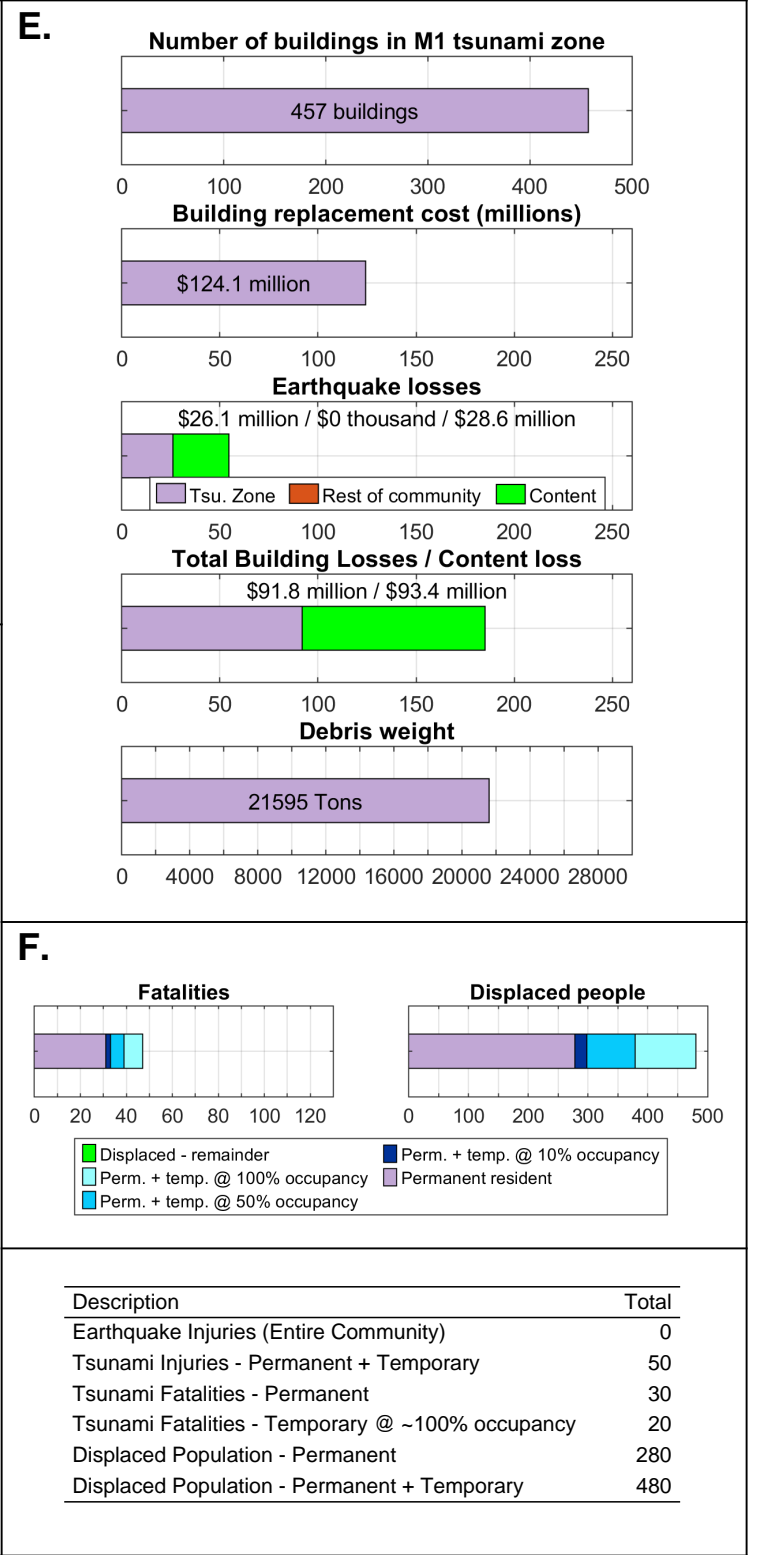 E.
Number of buildings in M1 tsunami zone
457 buildings
0 100 200 300 400 500
Building replacement cost (millions)
$124.1 million
0 50 100 150 200 250
Earthquake losses
$26.1 million / $0 thousand / $28.6 million
Tsu. Zone Rest of community Content
0 50 100 150 200 250
Total Building Losses / Content loss
$91.8 million / $93.4 million
0 50 100 150 200 250
Debris weight
21595 Tons
0 4000 8000 12000 16000 20000 24000 28000
F.
Fatalities Displaced people
0 20 40 60 80 100 120 0 100 200 300 400 500
Displaced - remainder Perm. + temp. @ 10% occupancy
Perm. + temp. @ 100% occupancy Permanent resident
Perm. + temp. @ 50% occupancy
Description Total
Earthquake Injuries (Entire Community) 0
Tsunami Injuries - Permanent + Temporary 50
Tsunami Fatalities - Permanent 30
Tsunami Fatalities - Temporary @ ~100% occupancy 20
Displaced Population - Permanent 280
Displaced Population - Permanent + Temporary 480